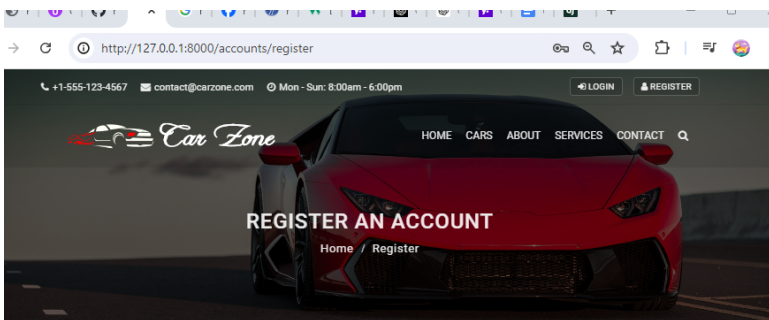 http://127.0.0.1:8000/accounts/register
+1-555-123-4567 contact@carzone.com Mon - Sun: 8:00am - 6:00pm LOGIN REGISTER
Car Zone HOME CARS ABOUT SERVICES CONTACT
REGISTER AN ACCOUNT
Home / Register